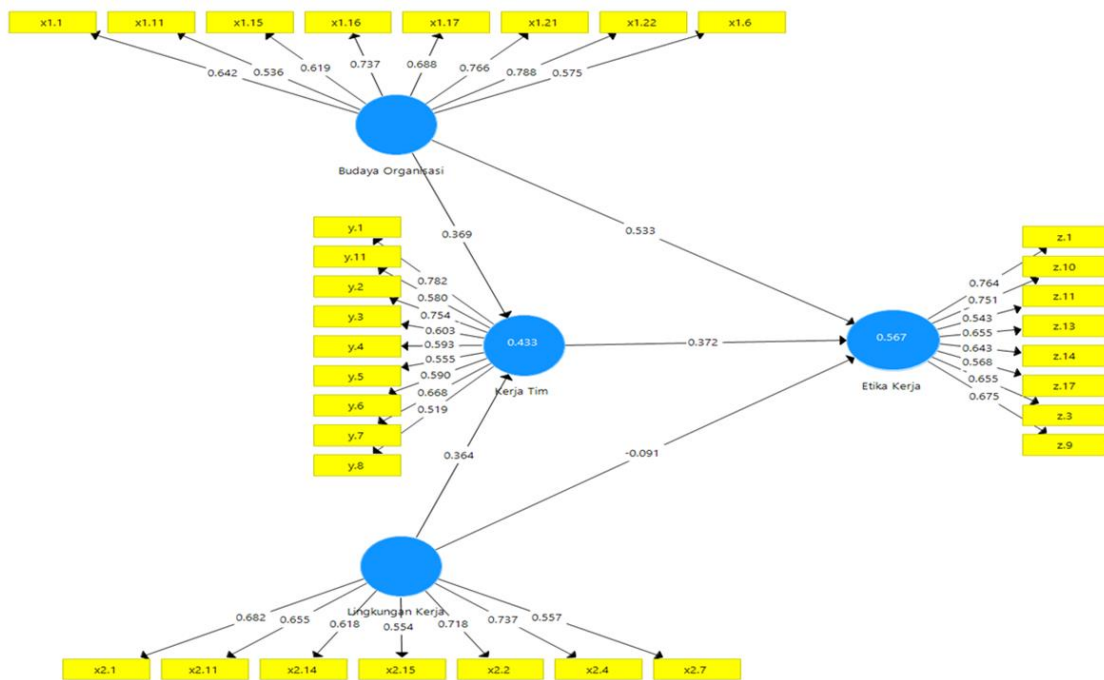 x1.1
x1.11
x1.15
x1.16
x1.17
x1.21
x1.22
x1.6
0.642
0.536
0.619
0.737
0.688
0.766
0.788
0.575
Budaya Organisasi
0.369
0.533
y.1
y.11
y.2
y.3
y.4
y.5
y.6
y.7
y.8
0.782
0.580
0.754
0.603
0.593
0.555
0.590
0.668
0.519
0.433
Kerja Tim
0.372
0.567
Etika Kerja
0.764
0.751
0.543
0.655
0.643
0.568
0.655
0.675
z.1
z.10
z.11
z.13
z.14
z.17
z.3
z.9
0.364
-0.091
Lingkungan Kerja
0.682
0.655
0.618
0.554
0.718
0.737
0.557
x2.1
x2.11
x2.14
x2.15
x2.2
x2.4
x2.7